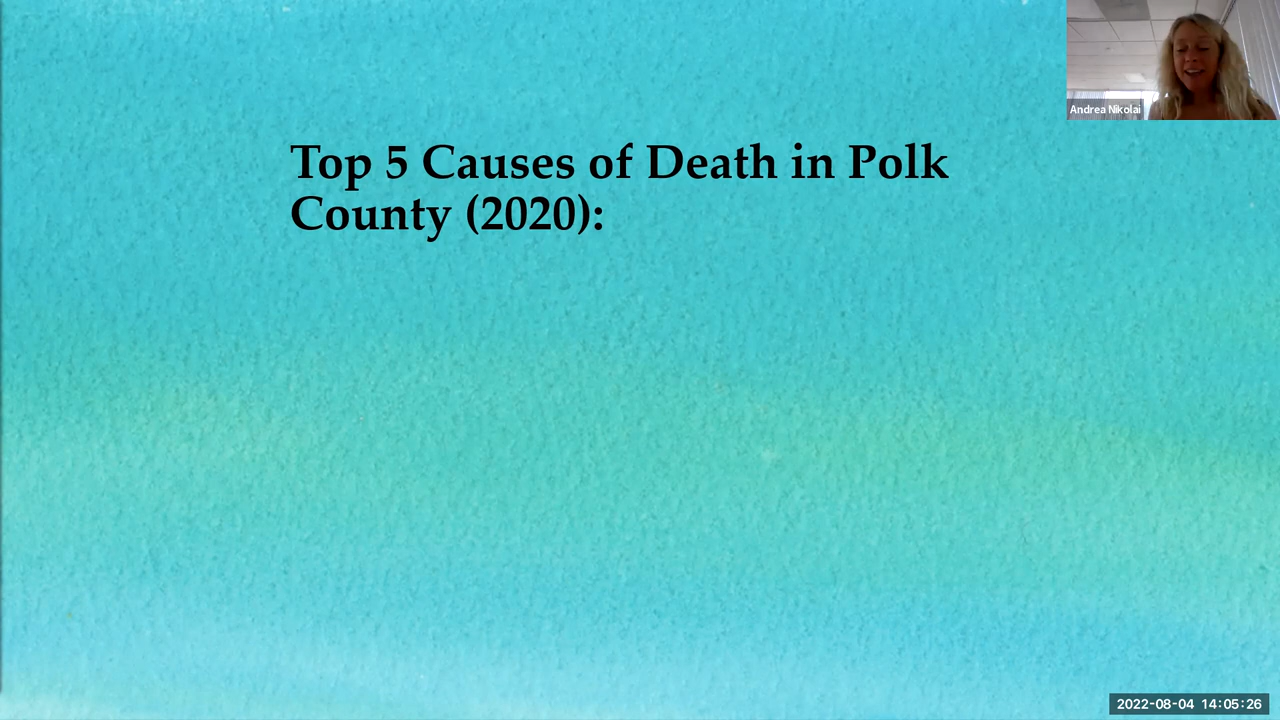 Andrea Nikolai
Top 5 Causes of Death in Polk
County (2020):
2022-08-04 14:05:26